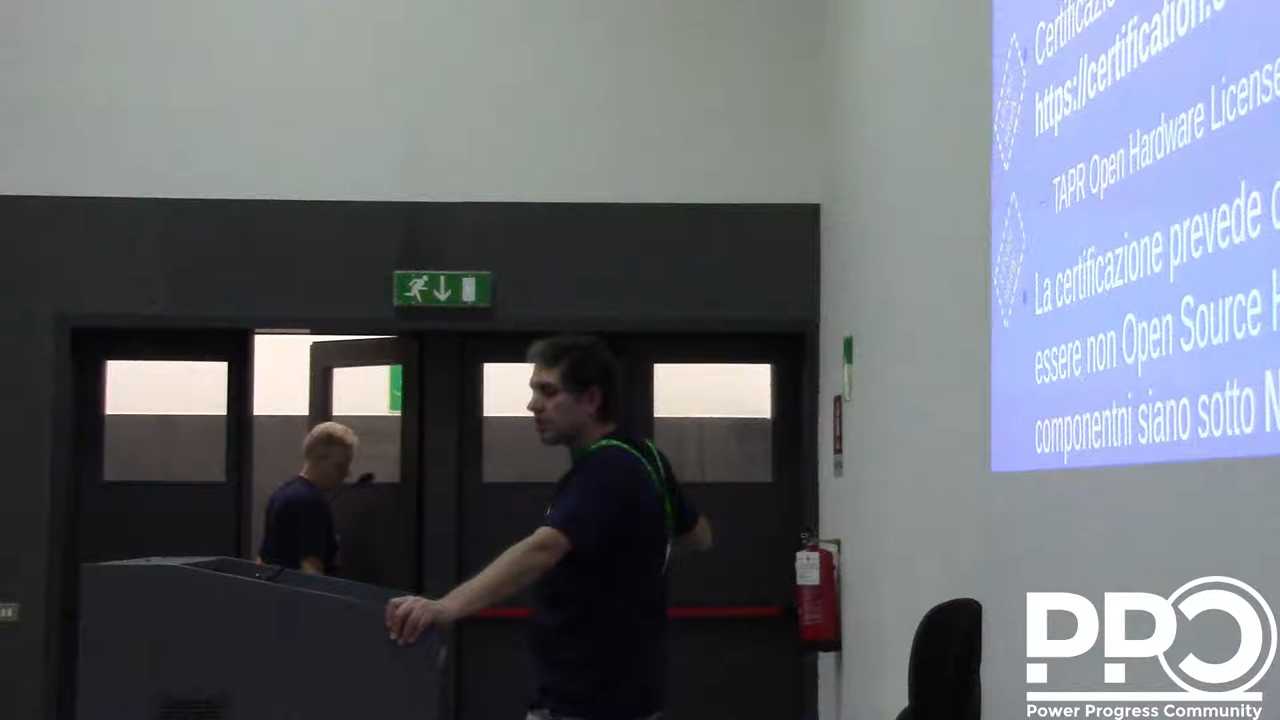 Certificazio
https://certification.o
TAPR Open Hardware License
La certificazione prevede
essere non Open Source
componentni siano sotto N
PPC
Power Progress Community